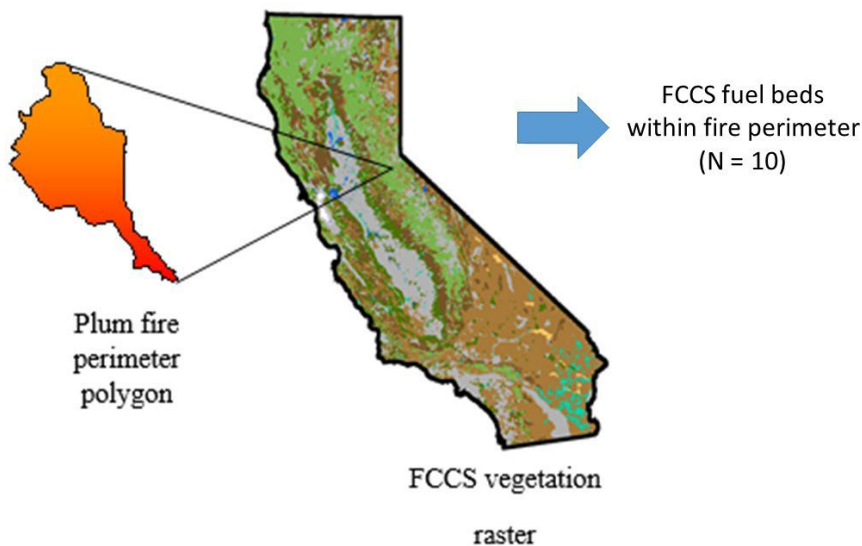 FCCS fuel beds
within fire perimeter
(N = 10)
Plum fire
perimeter
polygon
FCCS vegetation
raster